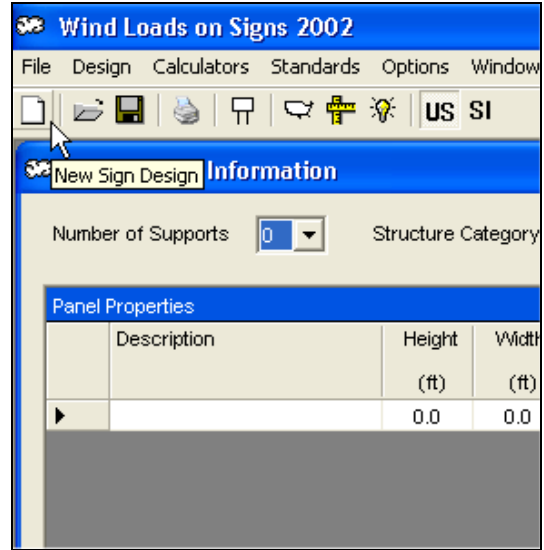 Wind Loads on Signs 2002
File Design Calculators Standards Options Window
US SI
New Sign Design Information
Number of Supports 0 Structure Category
Panel Properties
Description Height Width
(ft) (ft)
0.0 0.0